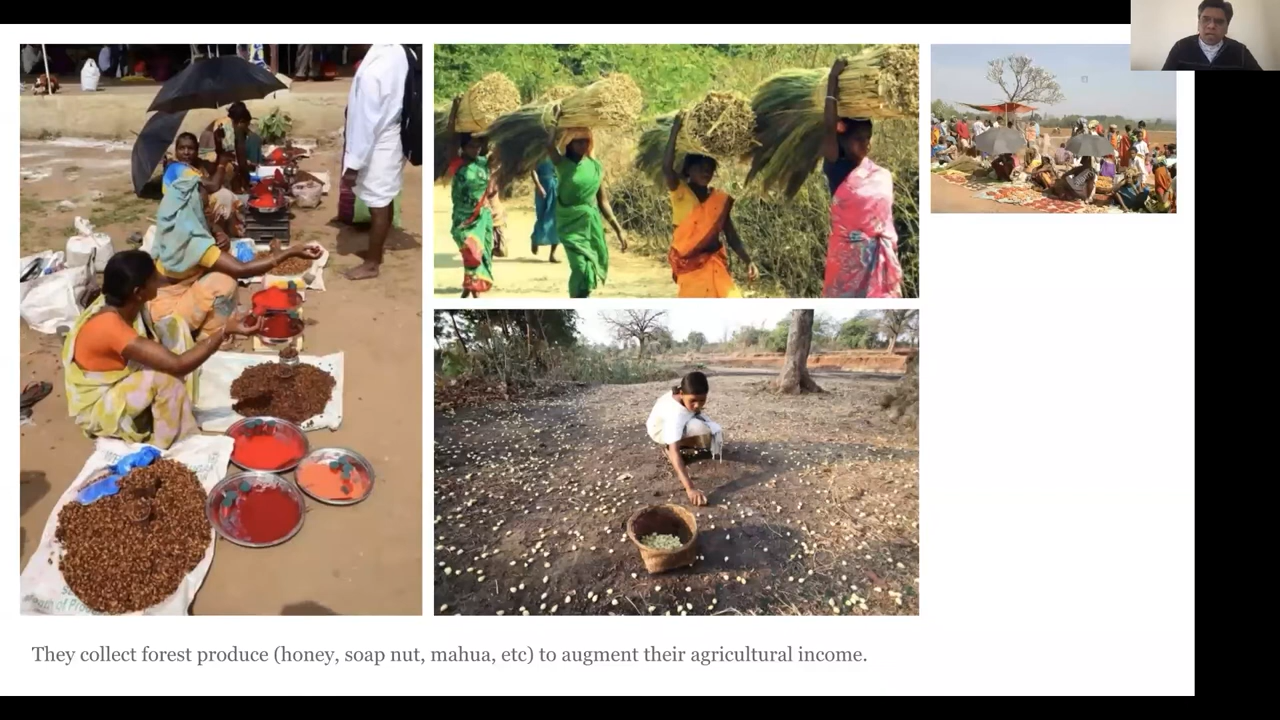 They collect forest produce (honey, soap nut, mahua, etc) to augment their agricultural income.